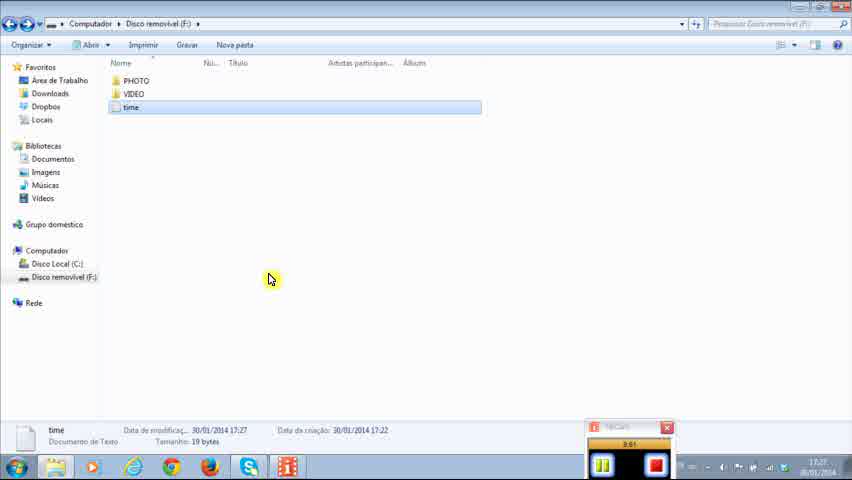 Computador ▸ Disco removível (F:) ▸
Pesquisar Disco removível (F:)
Organizar Abrir Imprimir Gravar Nova pasta
Nome Nú... Título Artistas participan... Álbum
Favoritos
Área de Trabalho
Downloads
Dropbox
Locais
Bibliotecas
Documentos
Imagens
Músicas
Vídeos
Grupo doméstico
Computador
Disco Local (C:)
Disco removível (F:)
Rede
PHOTO
VIDEO
time
time Data de modificaç... 30/01/2014 17:27 Data da criação: 30/01/2014 17:22
Documento de Texto Tamanho: 19 bytes
17:27
30/01/2014